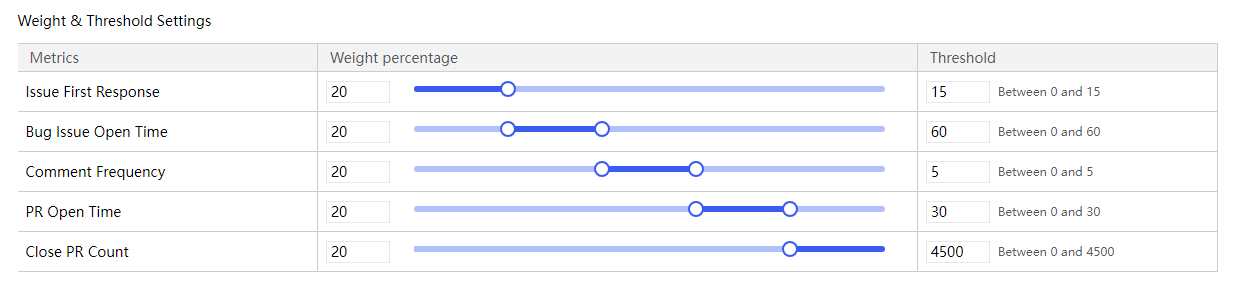 Weight & Threshold Settings
Metrics Weight percentage Threshold
Issue First Response 20 15 Between 0 and 15
Bug Issue Open Time 20 60 Between 0 and 60
Comment Frequency 20 5 Between 0 and 5
PR Open Time 20 30 Between 0 and 30
Close PR Count 20 4500 Between 0 and 4500